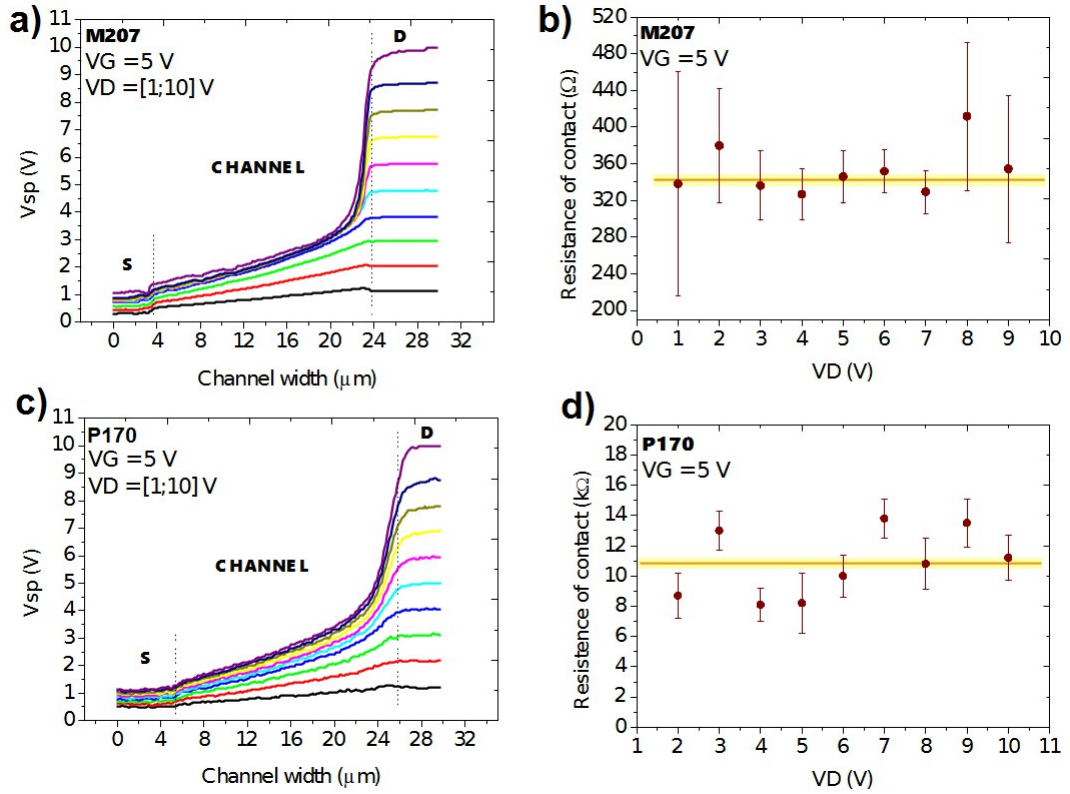 a)
M207
VG = 5 V
VD = [1;10] V
D
CHANNEL
S
Vsp (V)
11
10
9
8
7
6
5
4
3
2
1
0
0 4 8 12 16 20 24 28 32
Channel width (μm)
b)
M207
VG = 5 V
Resistance of contact (Ω)
520
480
440
400
360
320
280
240
200
0 1 2 3 4 5 6 7 8 9 10
VD (V)
c)
P170
VG = 5 V
VD = [1;10] V
D
CHANNEL
S
Vsp (V)
11
10
9
8
7
6
5
4
3
2
1
0
0 4 8 12 16 20 24 28 32
Channel width (μm)
d)
P170
VG = 5 V
Resistence of contact (kΩ)
20
18
16
14
12
10
8
6
4
2
0
1 2 3 4 5 6 7 8 9 10 11
VD (V)